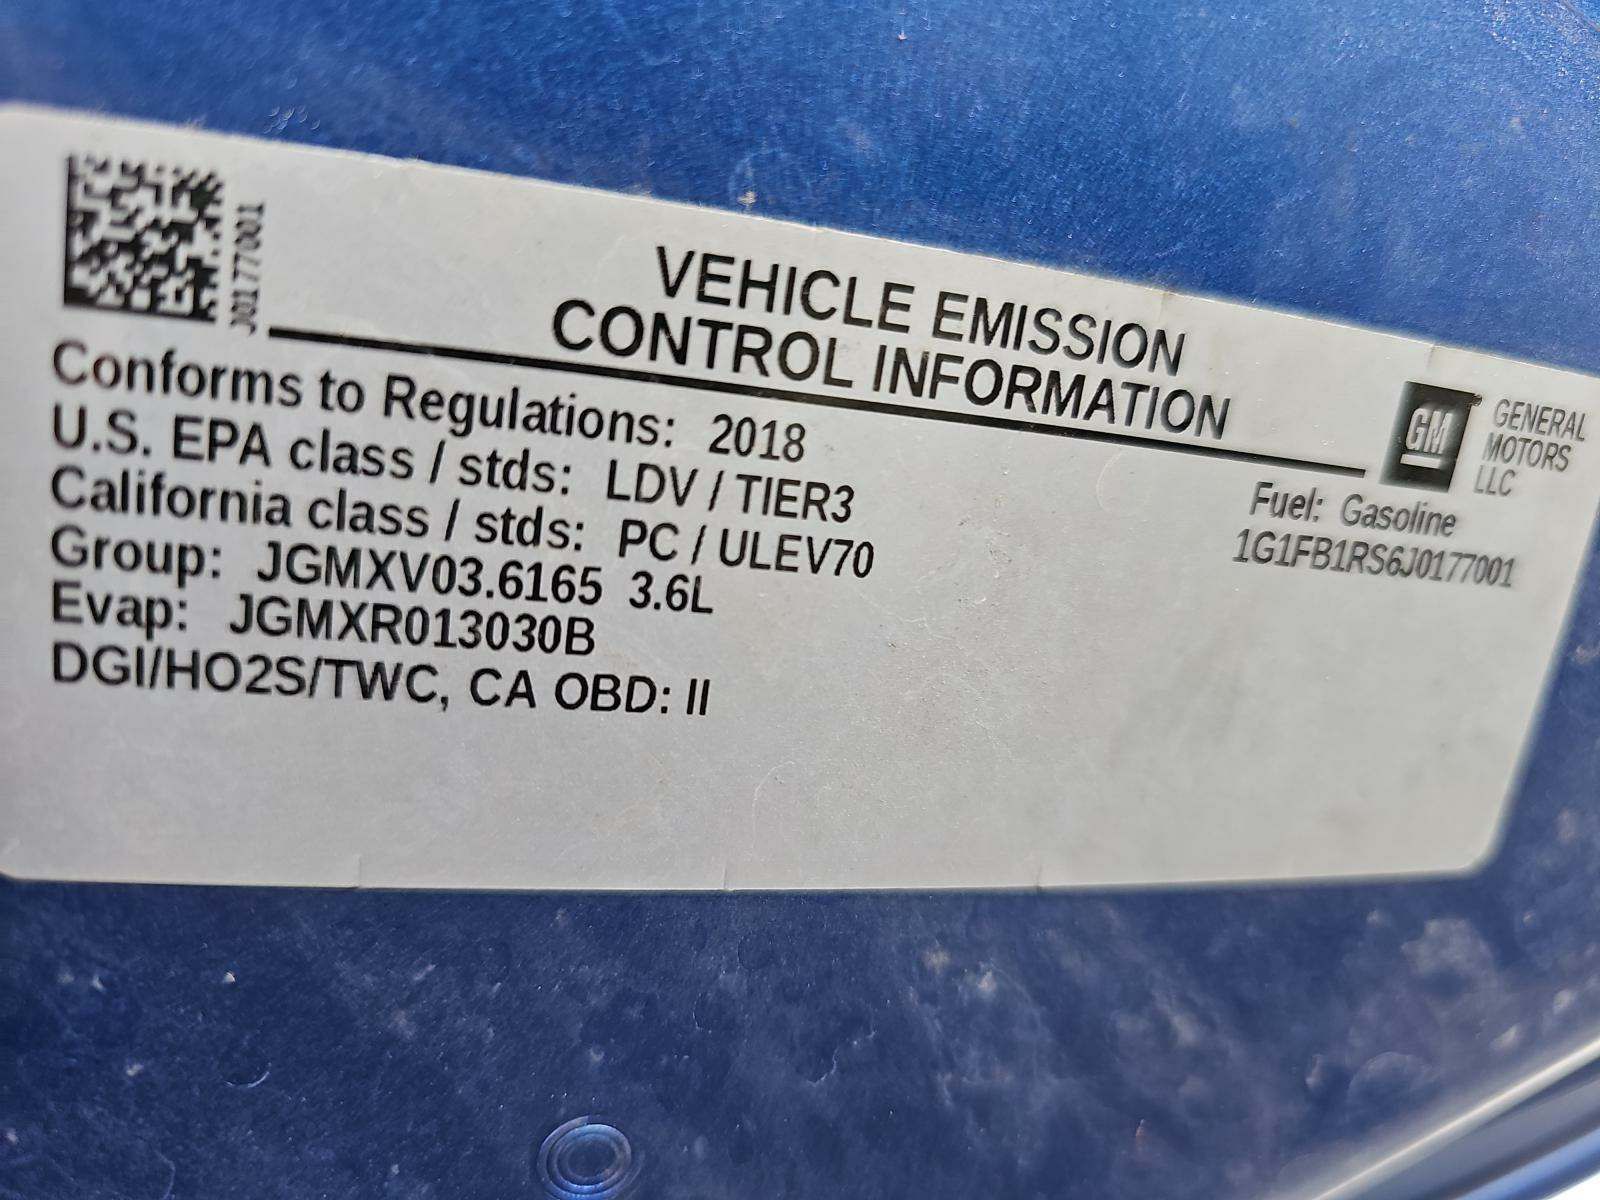 J0177001
VEHICLE EMISSION
CONTROL INFORMATION
GM
GENERAL
MOTORS
LLC
Conforms to Regulations: 2018
U.S. EPA class / stds: LDV / TIER3
California class / stds: PC / ULEV70
Group: JGMXV03.6165 3.6L
Evap: JGMXR013030B
DGI/HO2S/TWC, CA OBD: II
Fuel: Gasoline
1G1FB1RS6J0177001